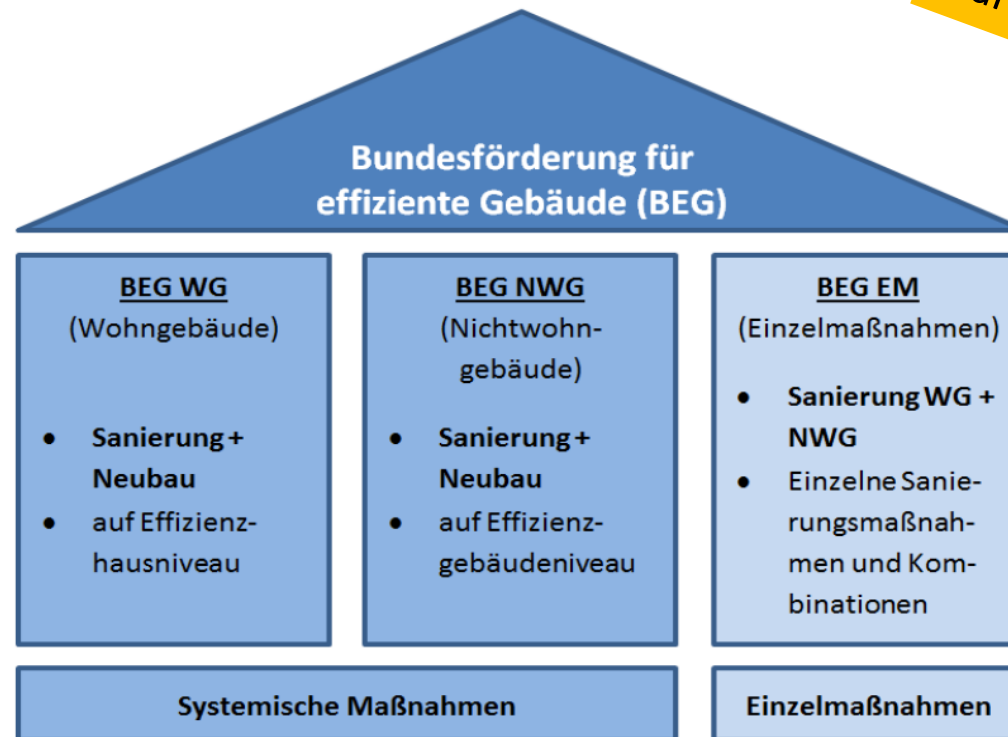 Bundesförderung für
effiziente Gebäude (BEG)
BEG WG
(Wohngebäude)
• Sanierung +
Neubau
• auf Effizienz-
hausniveau
BEG NWG
(Nichtwohn-
gebäude)
• Sanierung +
Neubau
• auf Effizienz-
gebäudeniveau
BEG EM
(Einzelmaßnahmen)
• Sanierung WG +
NWG
• Einzelne Sanie-
rungsmaßnah-
men und Kom-
binationen
Systemische Maßnahmen
Einzelmaßnahmen